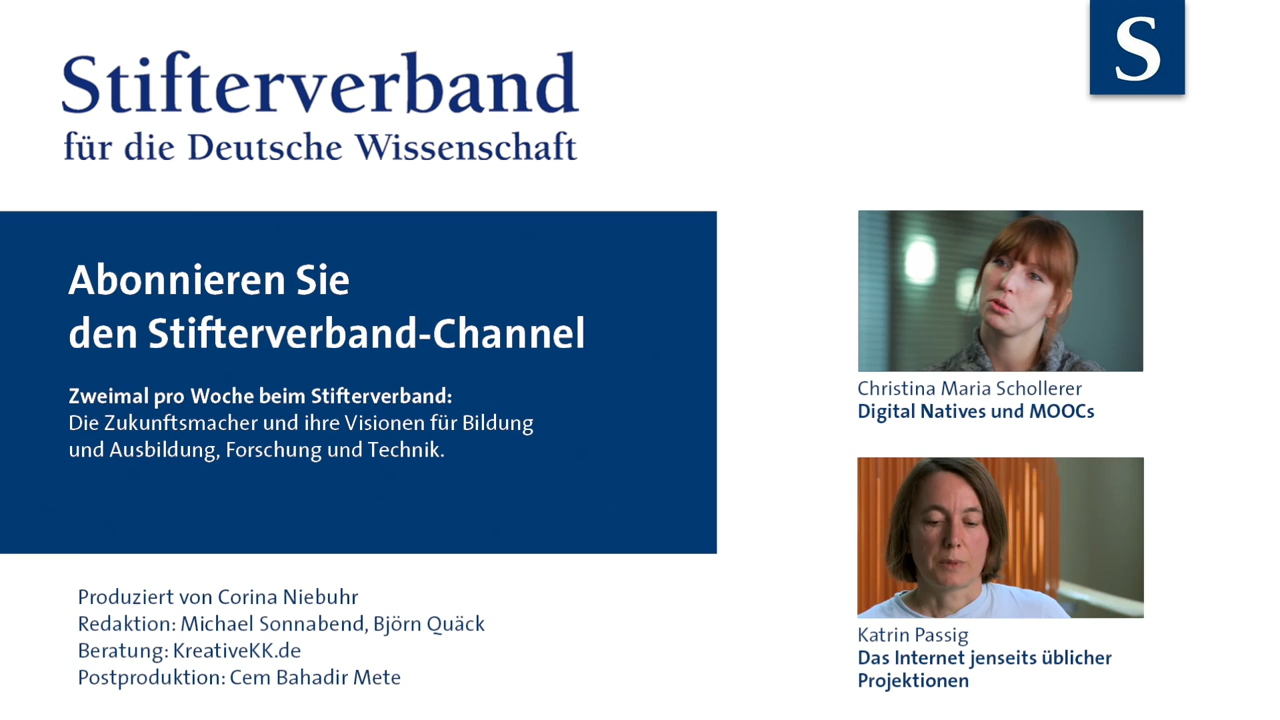 Stifterverband
für die Deutsche Wissenschaft
S
Abonnieren Sie
den Stifterverband-Channel
Zweimal pro Woche beim Stifterverband:
Die Zukunftsmacher und ihre Visionen für Bildung
und Ausbildung, Forschung und Technik.
Produziert von Corina Niebuhr
Redaktion: Michael Sonnabend, Björn Quäck
Beratung: KreativeKK.de
Postproduktion: Cem Bahadir Mete
Christina Maria Schollerer
Digital Natives und MOOCs
Katrin Passig
Das Internet jenseits üblicher
Projektionen